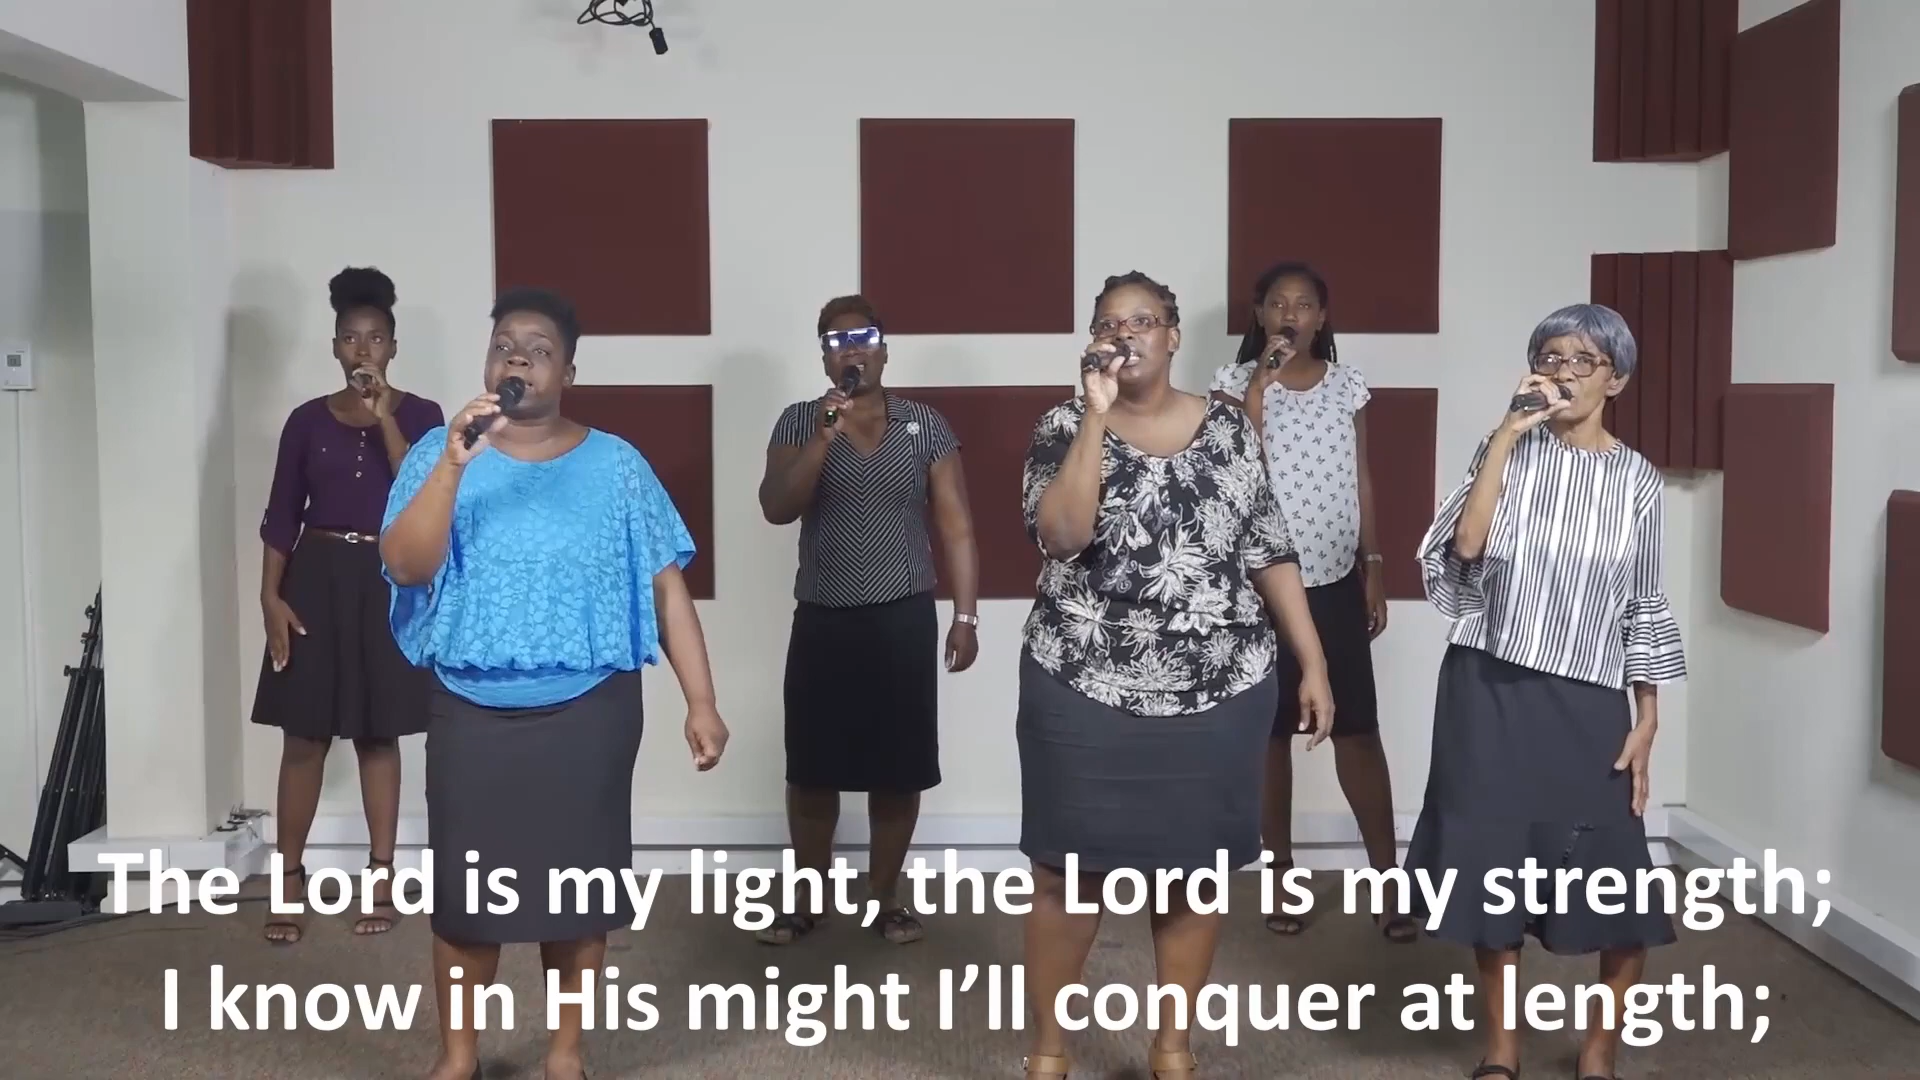 The Lord is my light, the Lord is my strength;
I know in His might I’ll conquer at length;